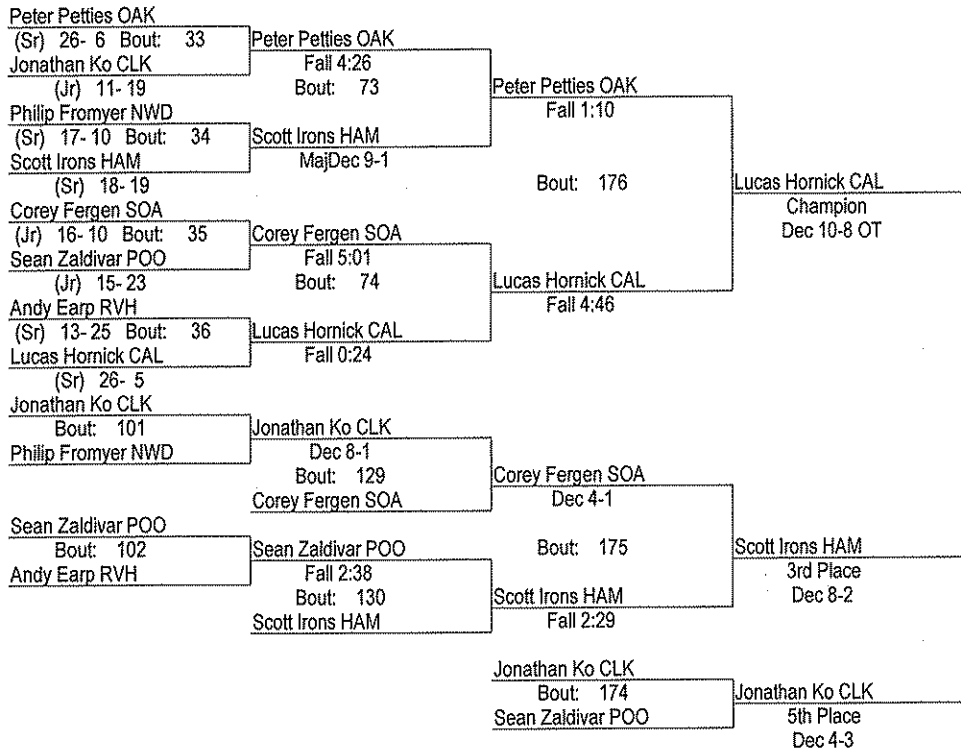 Peter Petties OAK
(Sr) 26- 6 Bout: 33
Jonathan Ko CLK
(Jr) 11- 19
Philip Fromyer NWD
(Sr) 17- 10 Bout: 34
Scott Irons HAM
(Sr) 18- 19
Corey Fergen SOA
(Jr) 16- 10 Bout: 35
Sean Zaldivar POO
(Jr) 15- 23
Andy Earp RVH
(Sr) 13- 25 Bout: 36
Lucas Hornick CAL
(Sr) 26- 5
Peter Petties OAK
Fall 4:26
Bout: 73
Scott Irons HAM
MajDec 9-1
Corey Fergen SOA
Fall 5:01
Bout: 74
Lucas Hornick CAL
Fall 0:24
Peter Petties OAK
Fall 1:10
Bout: 176
Lucas Hornick CAL
Fall 4:46
Lucas Hornick CAL
Champion
Dec 10-8 OT
Jonathan Ko CLK
Bout: 101
Philip Fromyer NWD
Sean Zaldivar POO
Bout: 102
Andy Earp RVH
Jonathan Ko CLK
Dec 8-1
Bout: 129
Corey Fergen SOA
Sean Zaldivar POO
Fall 2:38
Bout: 130
Scott Irons HAM
Corey Fergen SOA
Dec 4-1
Bout: 175
Scott Irons HAM
Fall 2:29
Scott Irons HAM
3rd Place
Dec 8-2
Jonathan Ko CLK
Bout: 174
Sean Zaldivar POO
Jonathan Ko CLK
5th Place
Dec 4-3